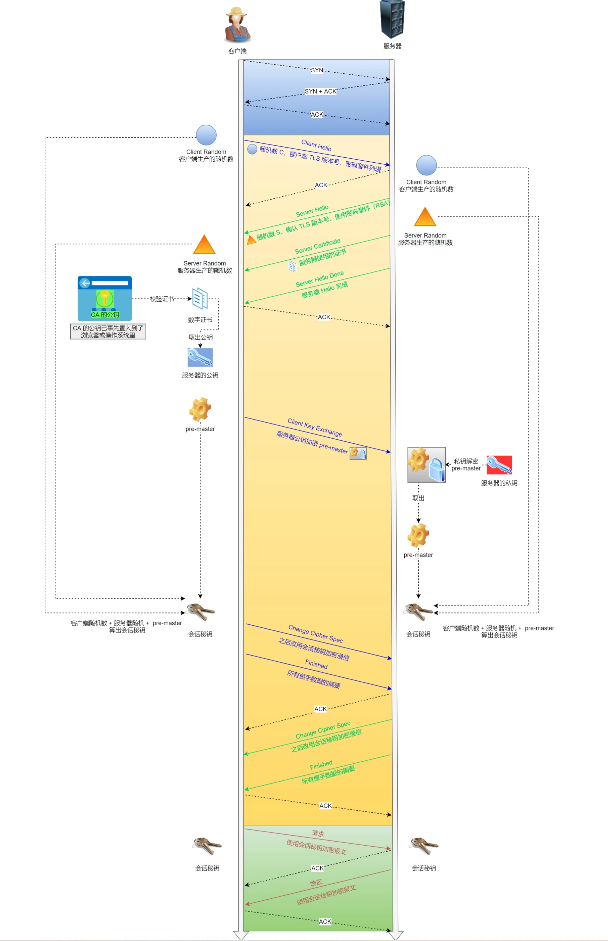 客户端
服务器
SYN
SYN + ACK
ACK
Client Random
客户端生产的随机数
Client Hello
随机数 C，客户端 TLS 版本号，密码套件列表
Client Random
客户端生产的随机数
ACK
Server Hello
随机数 S，确认 TLS 版本号，使用密码套件（RSA）
Server Random
服务器生产的随机数
Server Random
服务器生产的随机数
Server Certificate
服务器使用的证书
Server Hello Done
服务器 Hello 完成
ACK
CA 的公钥
校验证书
数字证书
CA 的公钥已事先置入到了
浏览器或操作系统里
取出公钥
服务器的公钥
pre-master
Client Key Exchange
服务器公钥加密 pre-master
私钥解密
pre-master
服务器的私钥
取出
pre-master
客户端随机数 + 服务器随机 + pre-master
算出会话秘钥
会话秘钥
会话秘钥
客户端随机数 + 服务器随机 + pre-master
算出会话秘钥
Change Cipher Spec
之后改用会话秘钥加密通信
Finished
所有握手数据的摘要
ACK
Change Cipher Spec
之后改用会话秘钥加密通信
Finished
所有握手数据的摘要
ACK
请求
使用会话秘钥加密报文
会话秘钥
会话秘钥
ACK
使用会话秘钥加密报文
ACK